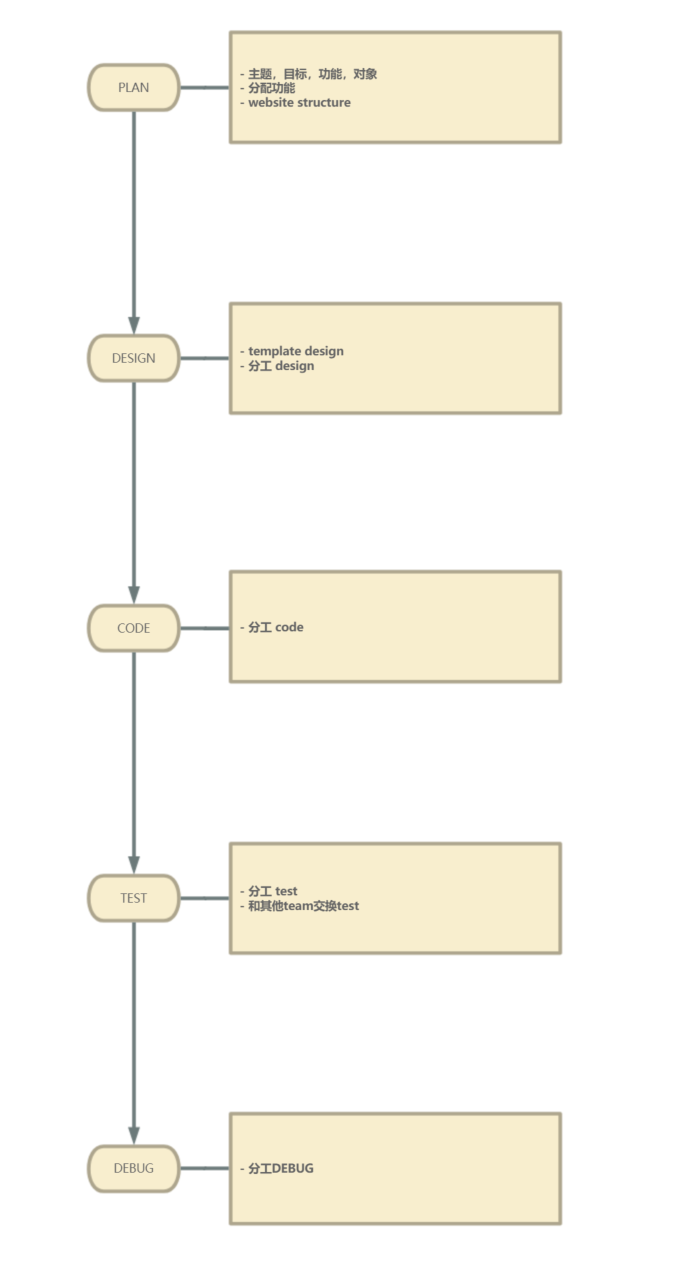 PLAN
- 主题，目标，功能，对象
- 分配功能
- website structure
DESIGN
- template design
- 分工 design
CODE
- 分工 code
TEST
- 分工 test
- 和其他team交换test
DEBUG
- 分工DEBUG